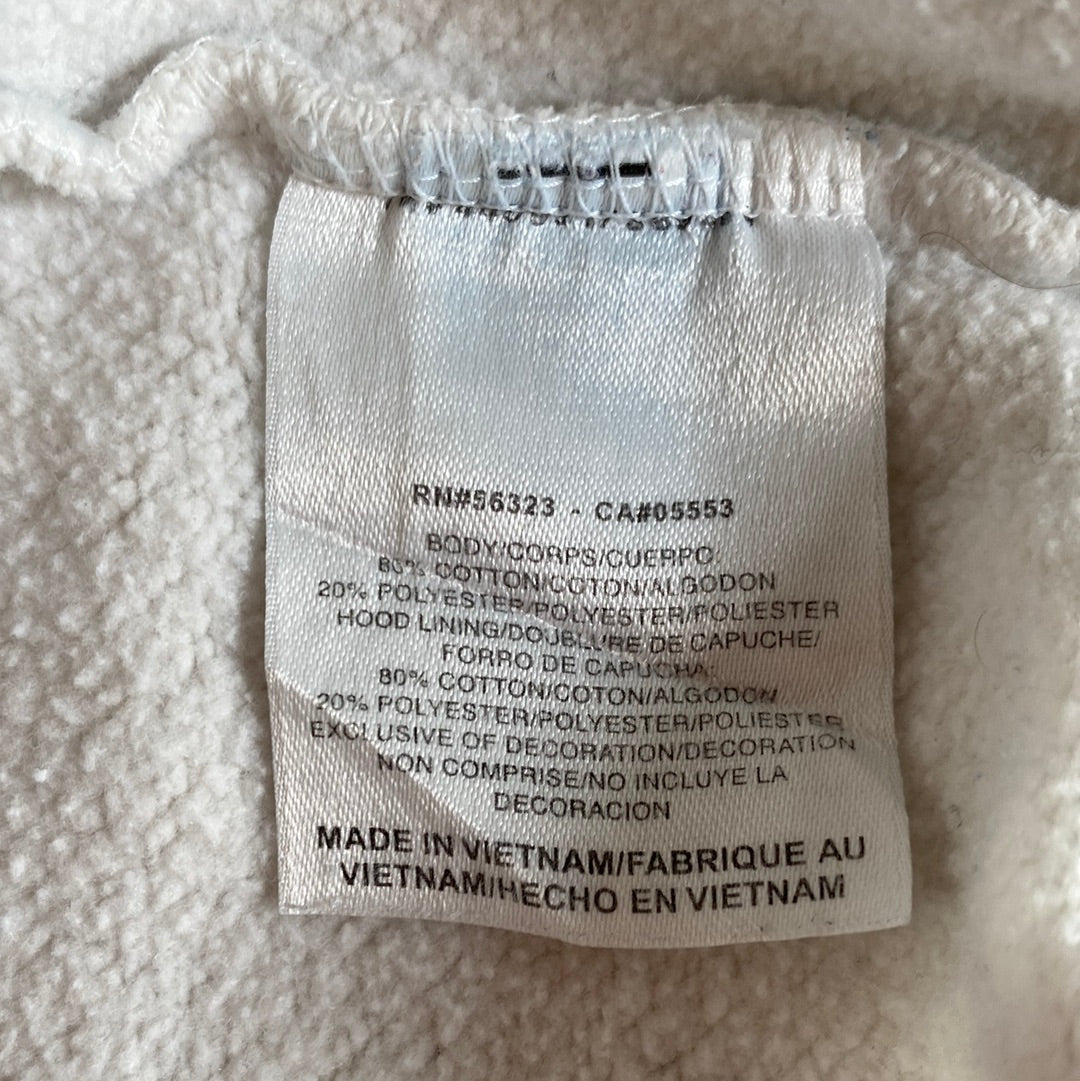 RN#56323 - CA#05553
BODY/CORPS/CUERPO:
80% COTTON/COTON/ALGODON
20% POLYESTER/POLYESTER/POLIESTER
HOOD LINING/DOUBLURE DE CAPUCHE/
FORRO DE CAPUCHA:
80% COTTON/COTON/ALGODON
20% POLYESTER/POLYESTER/POLIESTER
EXCLUSIVE OF DECORATION/DECORATION
NON COMPRISE/NO INCLUYE LA
DECORACION
MADE IN VIETNAM/FABRIQUE AU
VIETNAM/HECHO EN VIETNAM